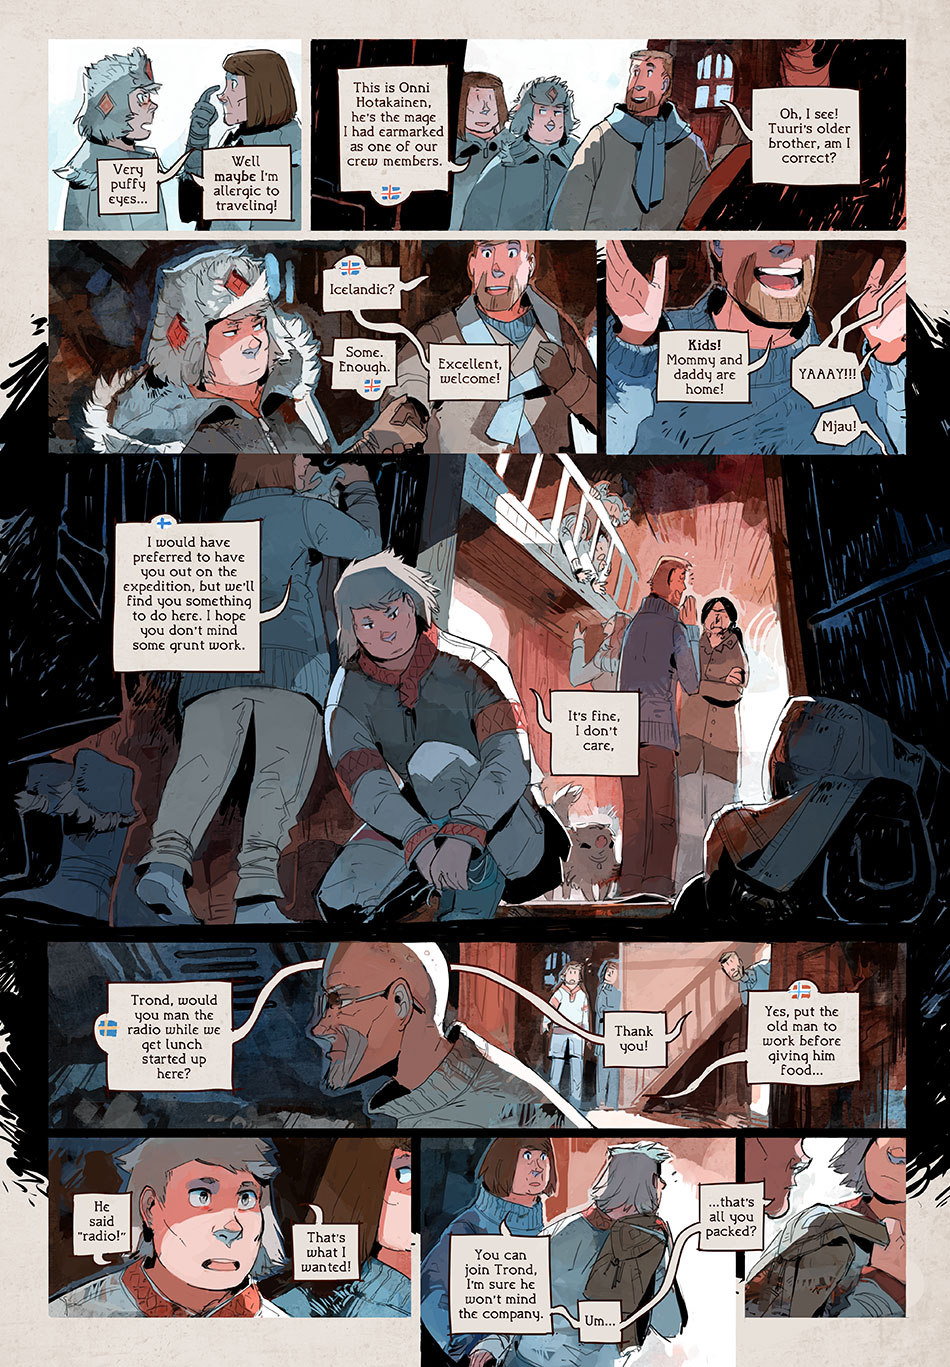 Very
puffy
eyes...
Well
maybe I'm
allergic to
traveling!
This is Onni
Hotakainen,
he's the mage
I had earmarked
as one of our
crew members.
Oh, I see!
Tuuri's older
brother, am I
correct?
Icelandic?
Some.
Enough.
Excellent,
welcome!
Kids!
Mommy and
daddy are
home!
YAAAY!!!
Mjau!
I would have
preferred to have
you out on the
expedition, but we'll
find you something
to do here. I hope
you don't mind
some grunt work.
It's fine,
I don't
care,
Trond, would
you man the
radio while we
get lunch
started up
here?
Thank
you!
Yes, put the
old man to
work before
giving him
food...
He
said
"radio!"
That's
what I
wanted!
You can
join Trond,
I'm sure he
won't mind
the company.
Um...
...that's
all you
packed?